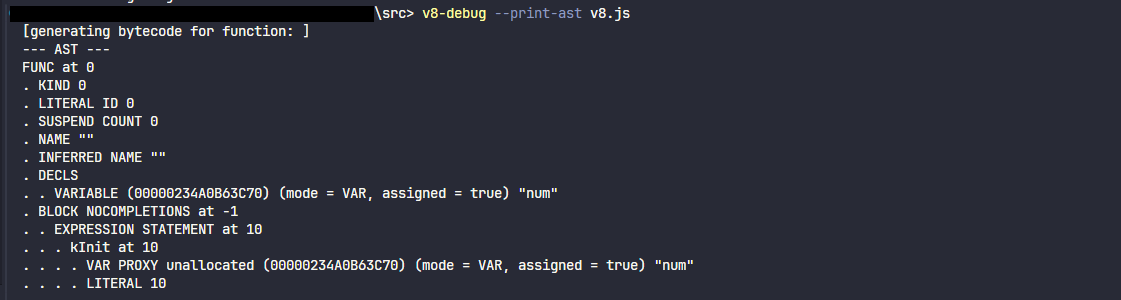 \src> v8-debug --print-ast v8.js
[generating bytecode for function: ]
--- AST ---
FUNC at 0
. KIND 0
. LITERAL ID 0
. SUSPEND COUNT 0
. NAME ""
. INFERRED NAME ""
. DECLS
. . VARIABLE (00000234A0B63C70) (mode = VAR, assigned = true) "num"
. BLOCK NOCOMPLETIONS at -1
. . EXPRESSION STATEMENT at 10
. . . kInit at 10
. . . . VAR PROXY unallocated (00000234A0B63C70) (mode = VAR, assigned = true) "num"
. . . . LITERAL 10